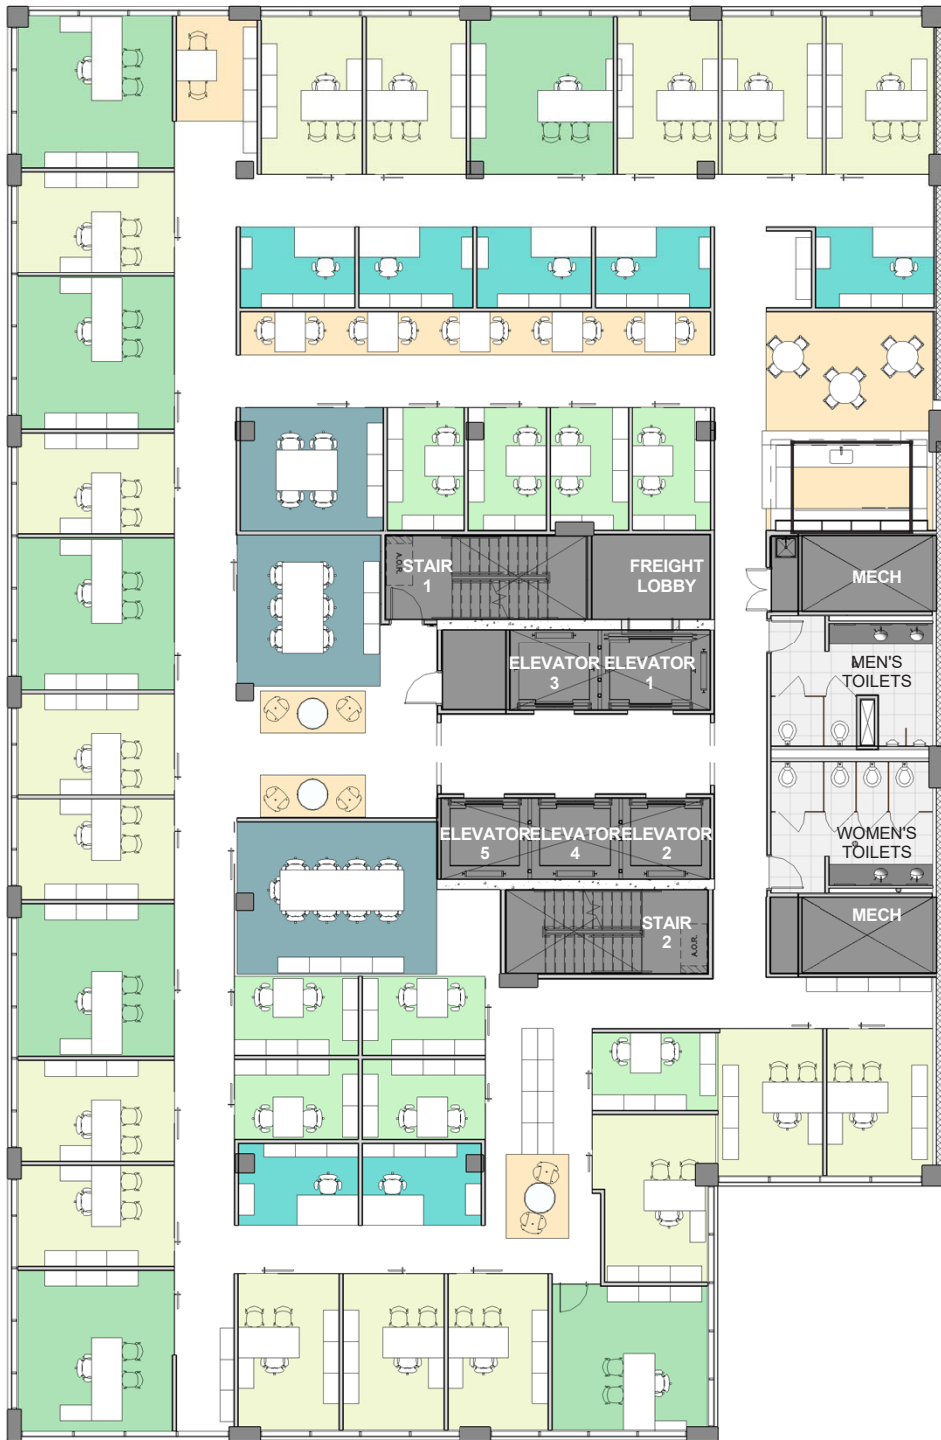 A.O.R.
STAIR
1
FREIGHT
LOBBY
MECH
ELEVATOR
3
ELEVATOR
1
MEN'S
TOILETS
ELEVATOR
5
ELEVATOR
4
ELEVATOR
2
WOMEN'S
TOILETS
STAIR
2
A.O.R.
MECH